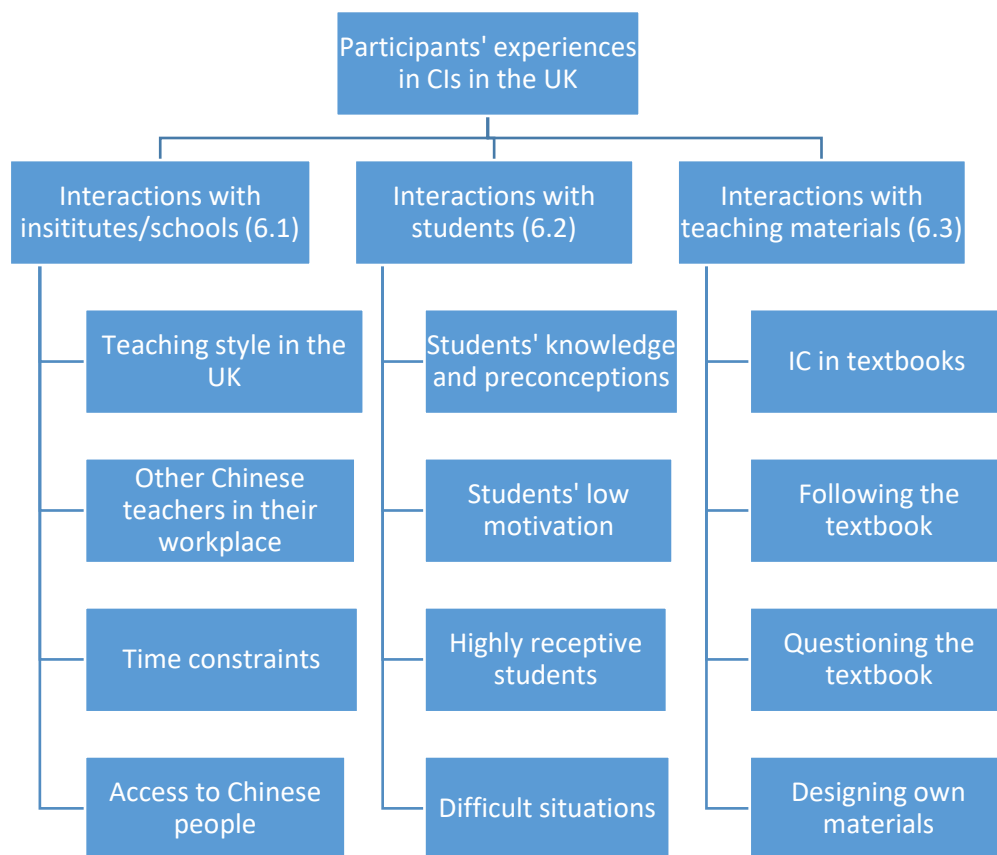 Participants' experiences
in CIs in the UK
Interactions with
insititutes/schools (6.1)
Teaching style in the
UK
Other Chinese
teachers in their
workplace
Time constraints
Access to Chinese
people
Interactions with
students (6.2)
Students' knowledge
and preconceptions
Students' low
motivation
Highly receptive
students
Difficult situations
Interactions with
teaching materials (6.3)
IC in textbooks
Following the
textbook
Questioning the
textbook
Designing own
materials